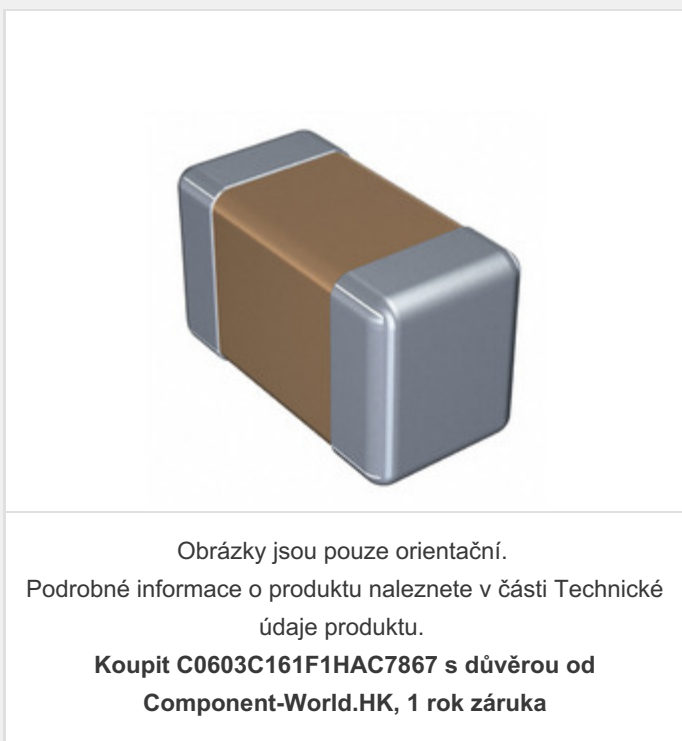 Obrázky jsou pouze orientační.
Podrobné informace o produktu naleznete v části Technické
údaje produktu.
Koupit C0603C161F1HAC7867 s důvěrou od
Component-World.HK, 1 rok záruka